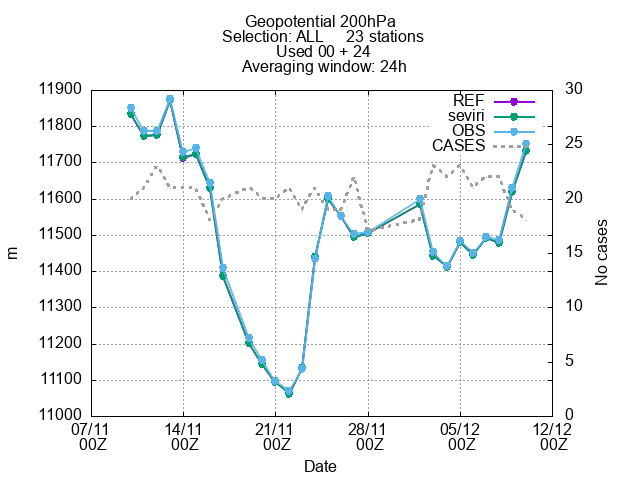 Geopotential 200hPa
Selection: ALL 23 stations
Used 00 + 24
Averaging window: 24h
REF
seviri
OBS
CASES
11900
11800
11700
11600
11500
11400
11300
11200
11100
11000
m
30
25
20
15
10
5
0
No cases
07/11 14/11 21/11 28/11 05/12 12/12
00Z 00Z 00Z 00Z 00Z 00Z
Date